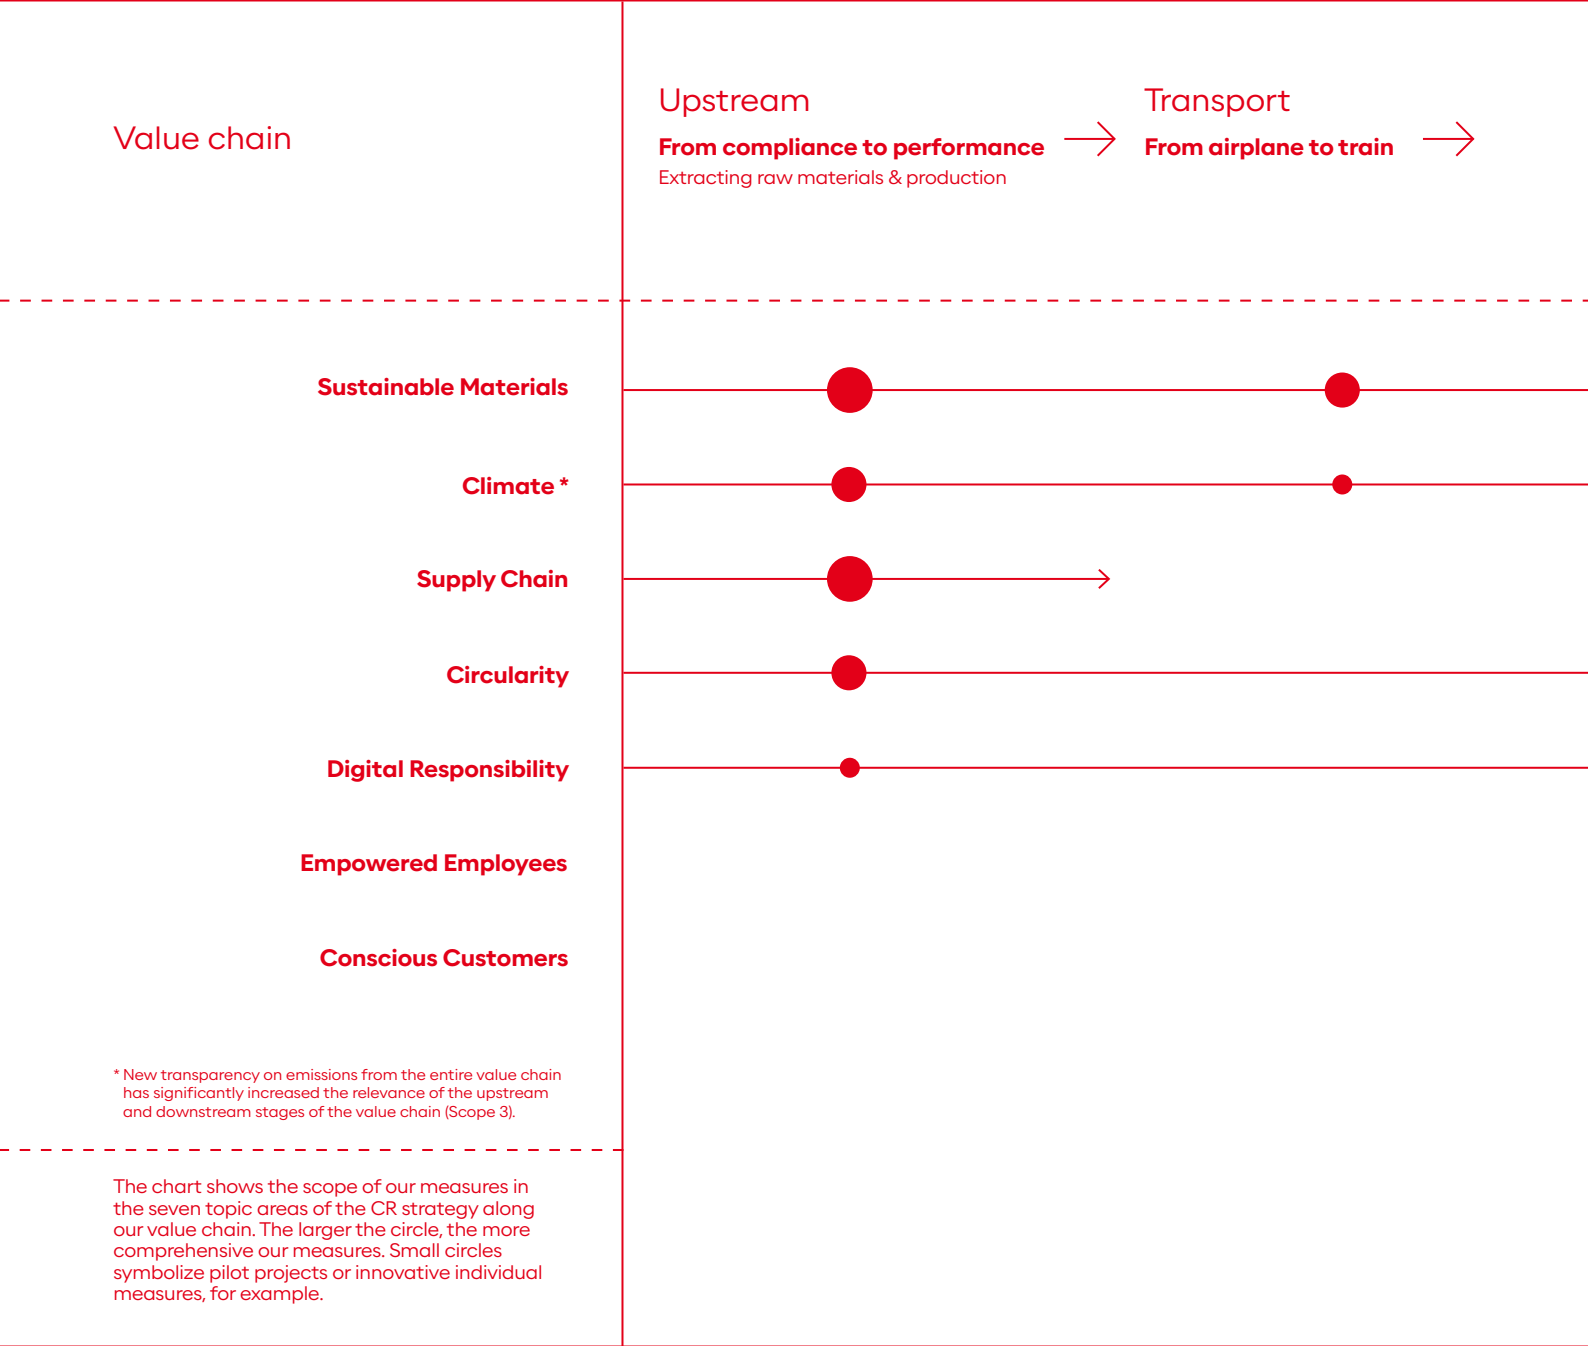 Value chain
Upstream
From compliance to performance
Extracting raw materials & production
Transport
From airplane to train
Sustainable Materials
Climate *
Supply Chain
Circularity
Digital Responsibility
Empowered Employees
Conscious Customers
* New transparency on emissions from the entire value chain
has significantly increased the relevance of the upstream
and downstream stages of the value chain (Scope 3).
The chart shows the scope of our measures in
the seven topic areas of the CR strategy along
our value chain. The larger the circle, the more
comprehensive our measures. Small circles
symbolize pilot projects or innovative individual
measures, for example.